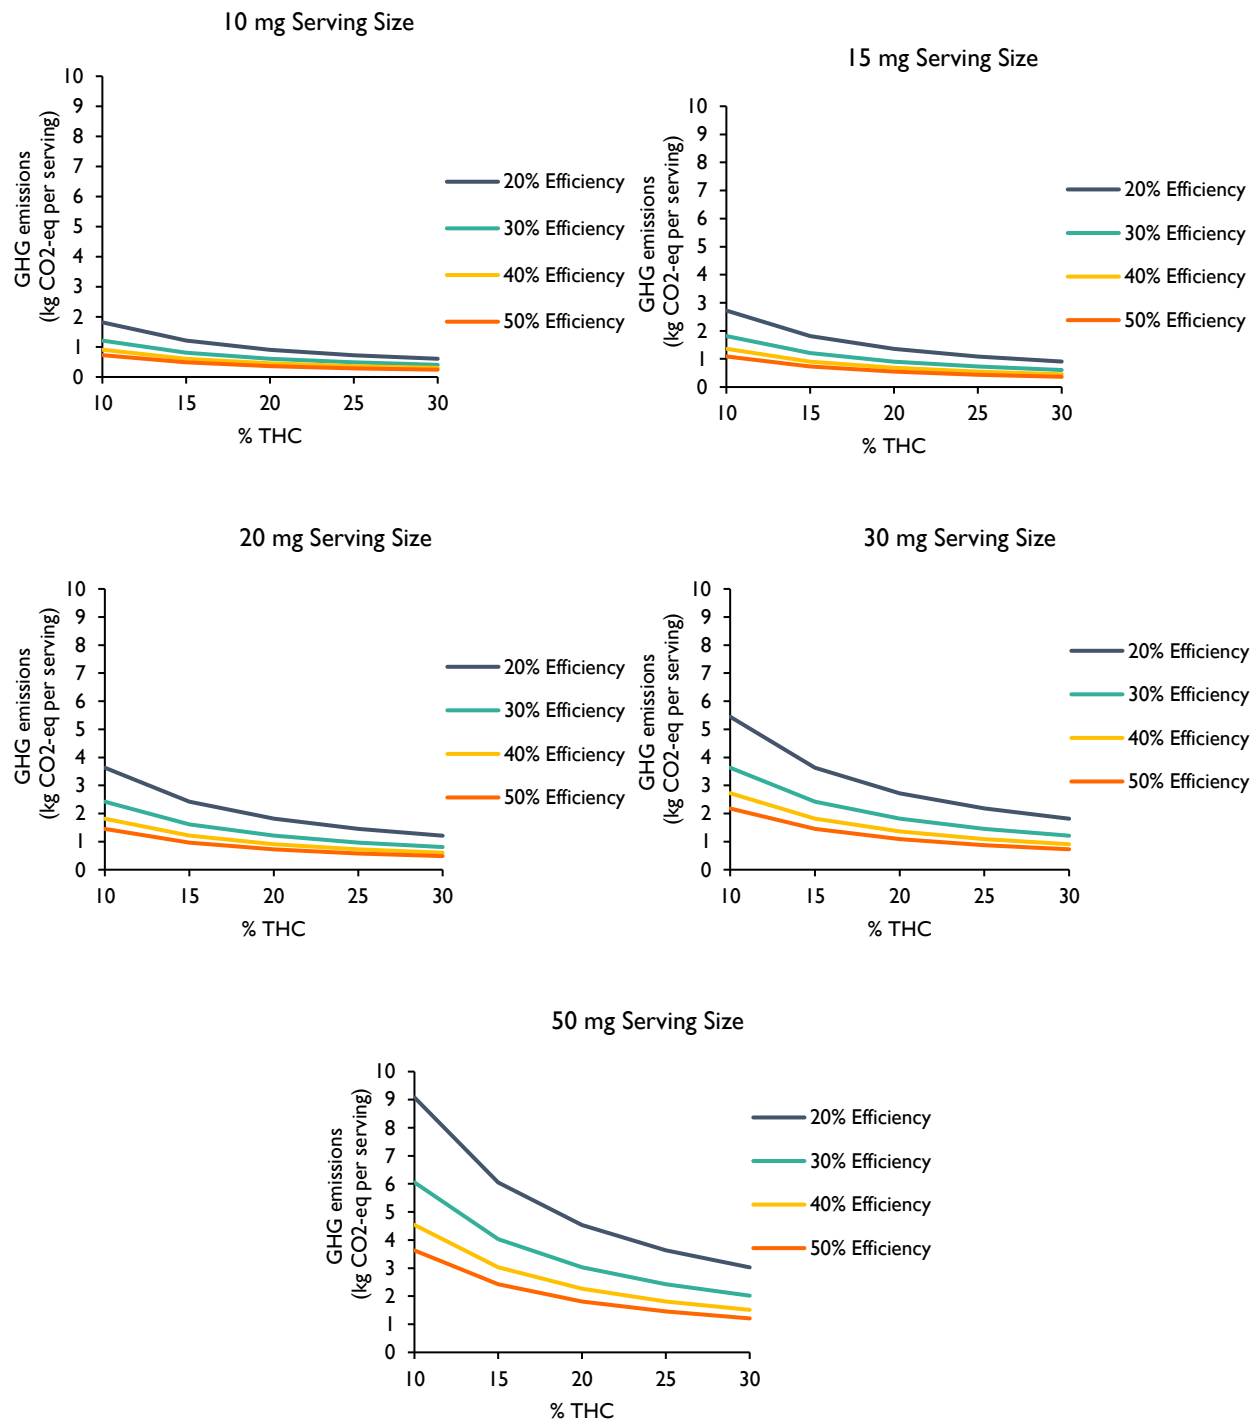 10 mg Serving Size
GHG emissions
(kg CO2-eq per serving)
10
9
8
7
6
5
4
3
2
1
0
10 15 20 25 30
% THC
20% Efficiency
30% Efficiency
40% Efficiency
50% Efficiency
15 mg Serving Size
GHG emissions
(kg CO2-eq per serving)
10
9
8
7
6
5
4
3
2
1
0
10 15 20 25 30
% THC
20% Efficiency
30% Efficiency
40% Efficiency
50% Efficiency
20 mg Serving Size
GHG emissions
(kg CO2-eq per serving)
10
9
8
7
6
5
4
3
2
1
0
10 15 20 25 30
% THC
20% Efficiency
30% Efficiency
40% Efficiency
50% Efficiency
30 mg Serving Size
GHG emissions
(kg CO2-eq per serving)
10
9
8
7
6
5
4
3
2
1
0
10 15 20 25 30
% THC
20% Efficiency
30% Efficiency
40% Efficiency
50% Efficiency
50 mg Serving Size
GHG emissions
(kg CO2-eq per serving)
10
9
8
7
6
5
4
3
2
1
0
10 15 20 25 30
% THC
20% Efficiency
30% Efficiency
40% Efficiency
50% Efficiency